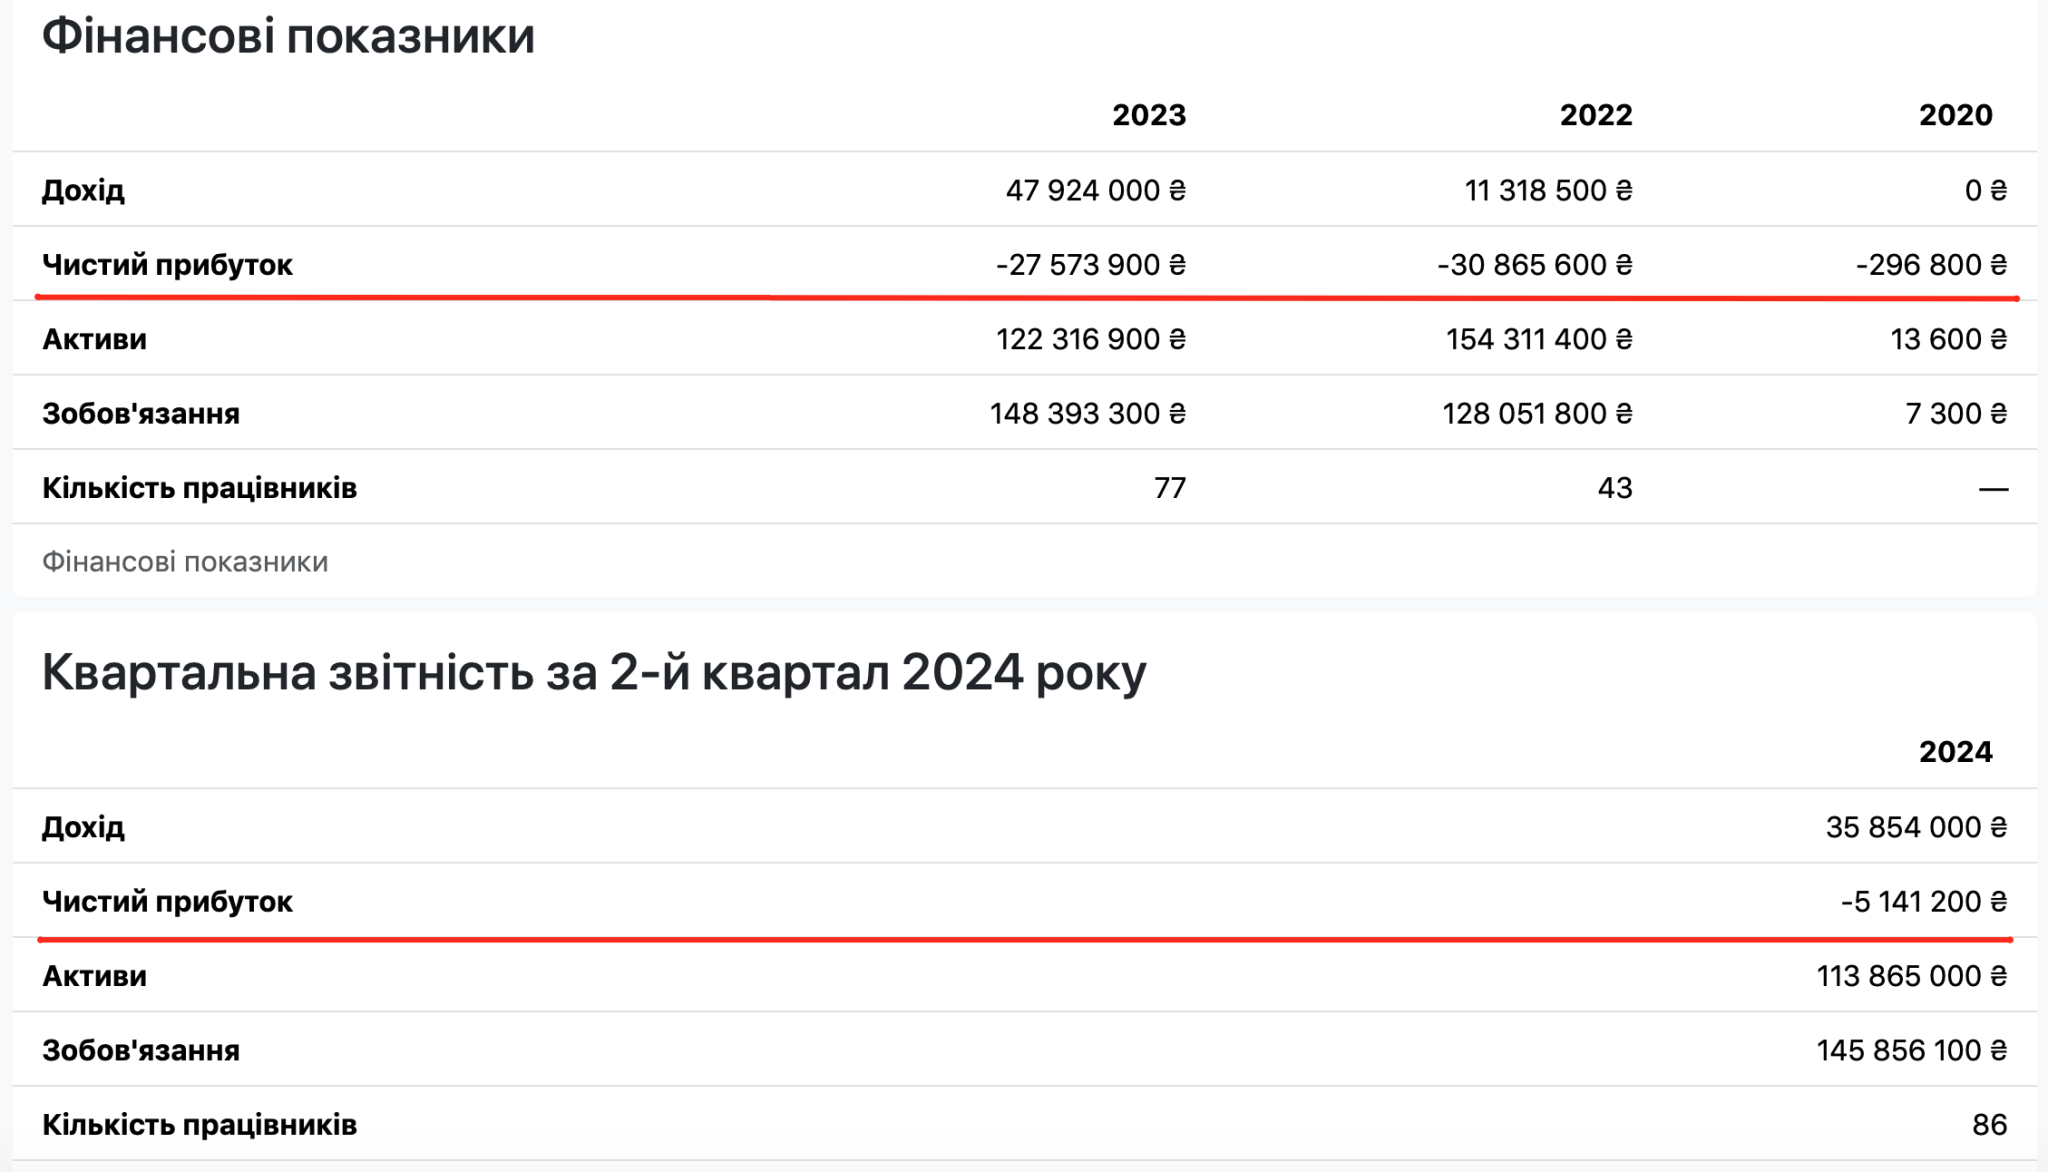 Фінансові показники
2023 2022 2020
Дохід 47 924 000 ₴ 11 318 500 ₴ 0 ₴
Чистий прибуток -27 573 900 ₴ -30 865 600 ₴ -296 800 ₴
Активи 122 316 900 ₴ 154 311 400 ₴ 13 600 ₴
Зобов'язання 148 393 300 ₴ 128 051 800 ₴ 7 300 ₴
Кількість працівників 77 43 —
Фінансові показники
Квартальна звітність за 2-й квартал 2024 року
2024
Дохід 35 854 000 ₴
Чистий прибуток -5 141 200 ₴
Активи 113 865 000 ₴
Зобов'язання 145 856 100 ₴
Кількість працівників 86